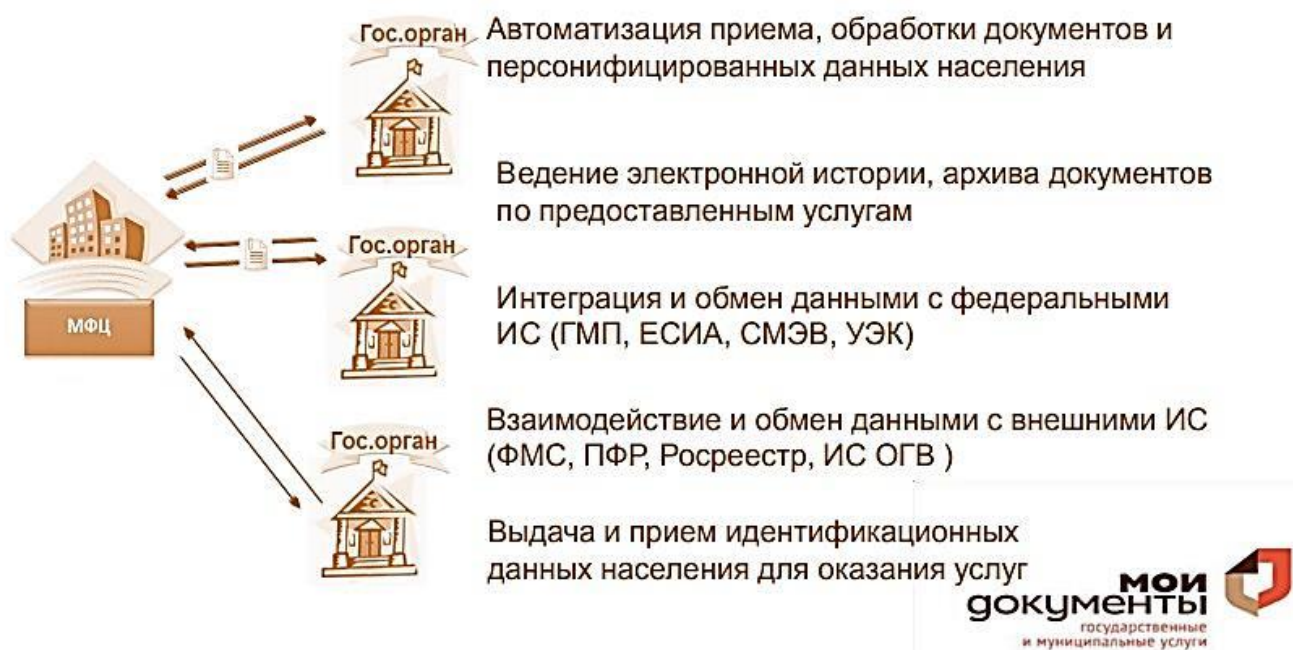 Гос.орган
Автоматизация приема, обработки документов и
персонифицированных данных населения
Ведение электронной истории, архива документов
по предоставленным услугам
Гос.орган
МФЦ
Интеграция и обмен данными с федеральными
ИС (ГМП, ЕСИА, СМЭВ, УЭК)
Гос.орган
Взаимодействие и обмен данными с внешними ИС
(ФМС, ПФР, Росреестр, ИС ОГВ )
Выдача и прием идентификационных
данных населения для оказания услуг
мои
документы
государственные
и муниципальные услуги